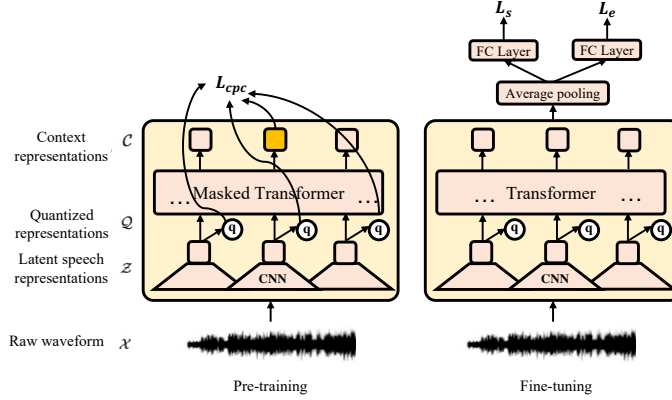 L_s
L_e
FC Layer
FC Layer
Average pooling
L_cpc
Context representations 𝒞
... Masked Transformer ...
... Transformer ...
Quantized representations 𝒬
q q q
q q q
Latent speech representations 𝒵
CNN
CNN
Raw waveform 𝒳
Pre-training
Fine-tuning